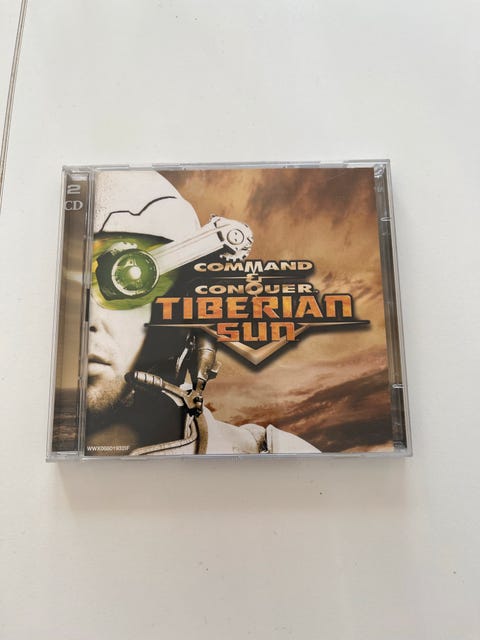 2
CD
COMMAND
&
CONQUER
TIBERIAN
SUN